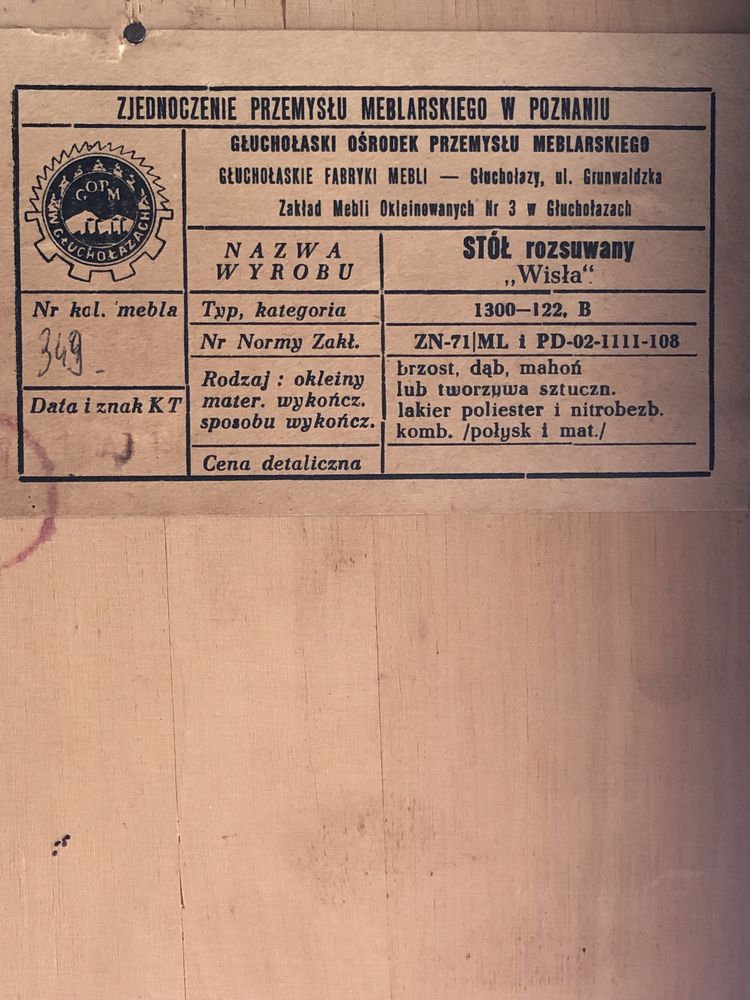 ZJEDNOCZENIE PRZEMYSŁU MEBLARSKIEGO W POZNANIU
GOPM
W GŁUCHOŁAZACH
GŁUCHOŁASKI OŚRODEK PRZEMYSŁU MEBLARSKIEGO
GŁUCHOŁASKIE FABRYKI MEBLI — Głuchołazy, ul. Grunwaldzka
Zakład Mebli Okleinowanych Nr 3 w Głuchołazach
NAZWA
WYROBU
STÓŁ rozsuwany
„Wisła“
Nr kol. mebla
349.
Typ, kategoria
1300—122, B
Nr Normy Zakł.
ZN-71|ML i PD-02-1111-108
Data i znak KT
Rodzaj: okleiny
mater. wykończ.
sposobu wykończ.
brzost, dąb, mahoń
lub tworzywa sztuczn.
lakier poliester i nitrobezb.
komb. /połysk i mat./
Cena detaliczna